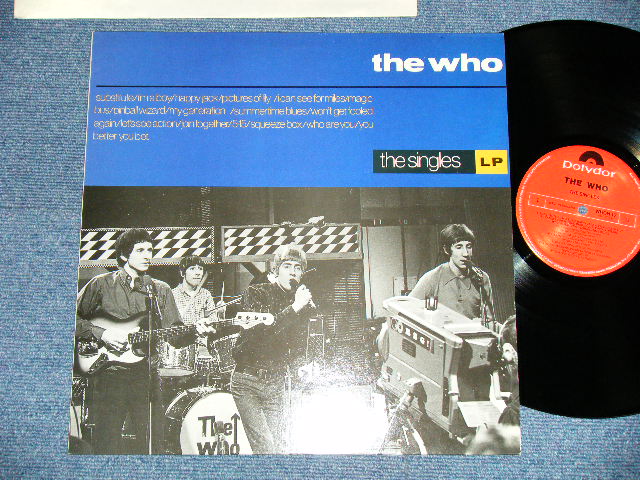 the who
substitute/i'm a boy/happy jack/pictures of lily /i can see for miles/magic
bus/pinball wizard/my generation /summertime blues/won't get fooled
again/let's see action/join together/5:15/squeeze box/who are you/you
better you bet
the singles LP
The
Who
Polydor
THE WHO
THE SINGLES